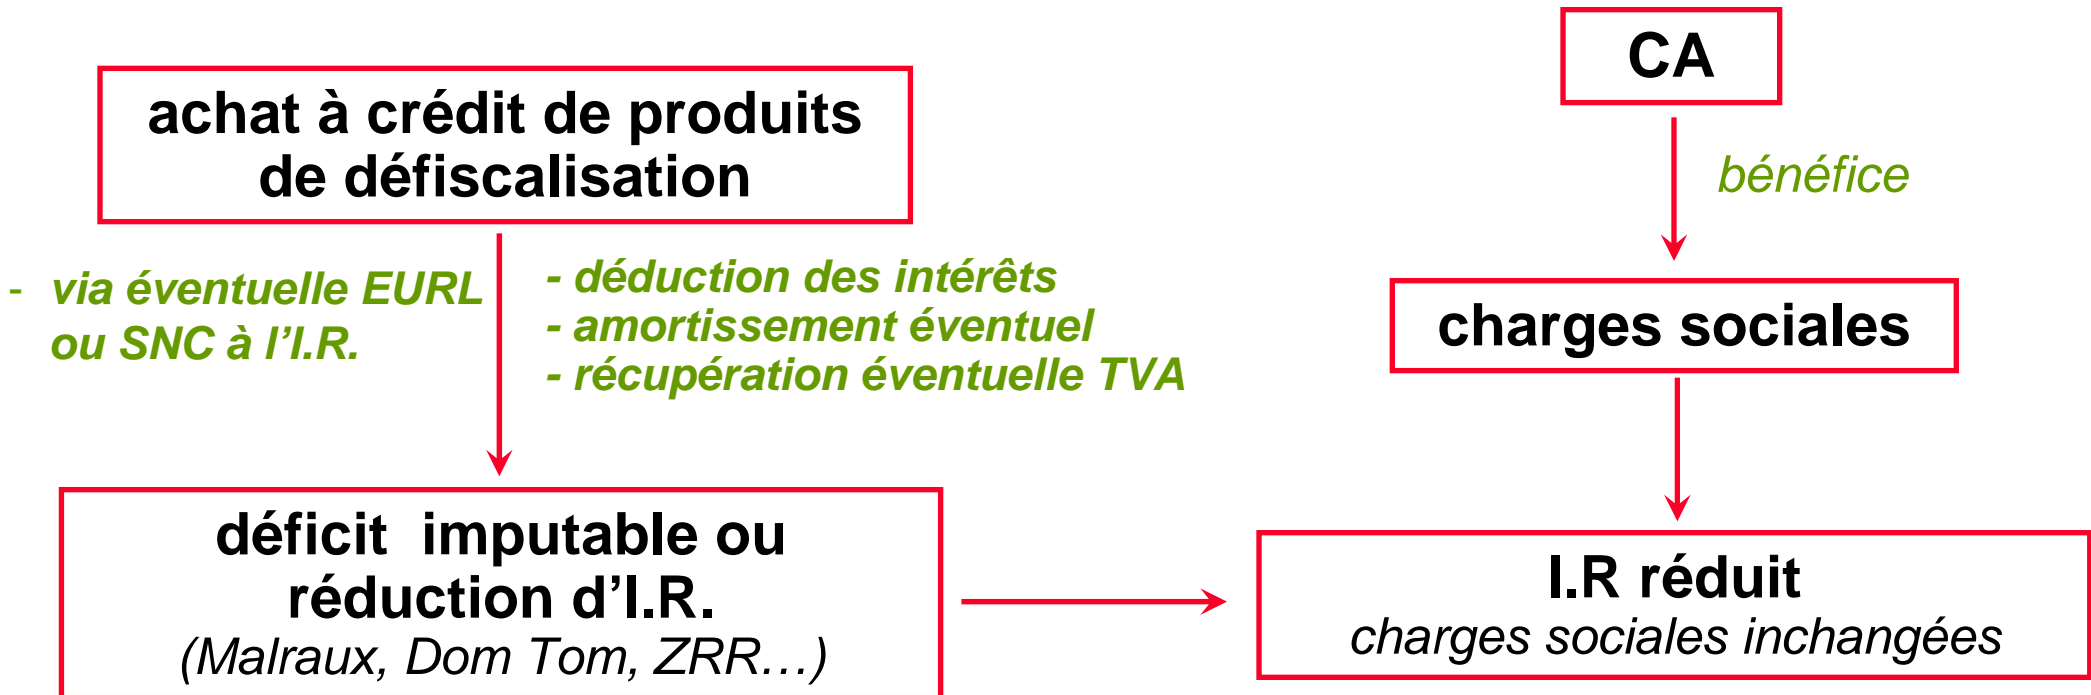 achat à crédit de produits
de défiscalisation
- via éventuelle EURL
ou SNC à l’I.R.
- déduction des intérêts
- amortissement éventuel
- récupération éventuelle TVA
déficit  imputable ou
réduction d’I.R.
(Malraux, Dom Tom, ZRR…)
CA
bénéfice
charges sociales
I.R réduit
charges sociales inchangées